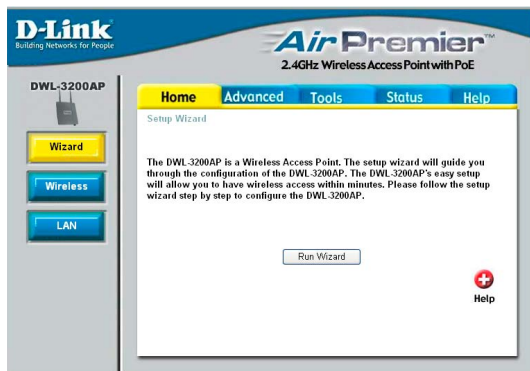 D-Link
Building Networks for People
Air Premier™
2.4GHz Wireless Access Point with PoE
DWL-3200AP
Home Advanced Tools Status Help
Setup Wizard
Wizard
Wireless
LAN
The DWL-3200AP is a Wireless Access Point. The setup wizard will guide you
through the configuration of the DWL-3200AP. The DWL-3200AP's easy setup
will allow you to have wireless access within minutes. Please follow the setup
wizard step by step to configure the DWL-3200AP.
Run Wizard
Help